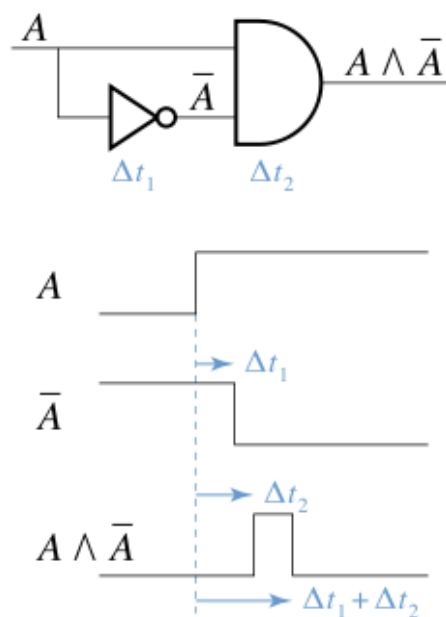 A A̅ A ∧ A̅
Δt₁ Δt₂
A
Δt₁
A̅
Δt₂
A ∧ A̅
Δt₁ + Δt₂